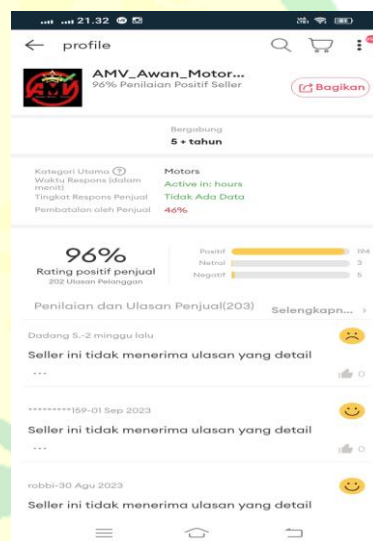 21.32
profile
AMV_Awan_Motor...
96% Penilaian Positif Seller
Bagikan
Bergabung
5 + tahun
Kategori Utama ? Motors
Waktu Respons (dalam menit) Active in: hours
Tingkat Respons Penjual Tidak Ada Data
Pembatalan oleh Penjual 46%
96%
Rating positif penjual
202 Ulasan Pelanggan
Positif 194
Netral 3
Negatif 5
Penilaian dan Ulasan Penjual(203) Selengkapn... >
Dadang S.-2 minggu lalu
Seller ini tidak menerima ulasan yang detail
...
0
*********159-01 Sep 2023
Seller ini tidak menerima ulasan yang detail
...
0
robbi-30 Agu 2023
Seller ini tidak menerima ulasan yang detail